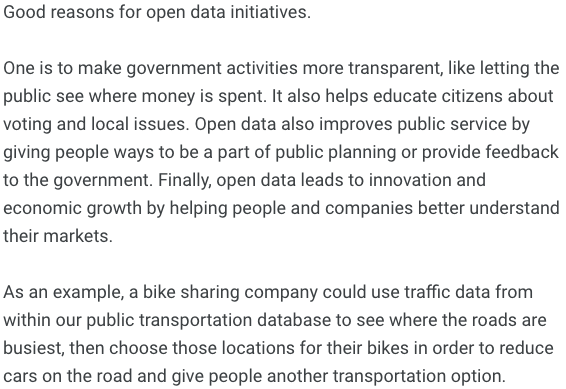 Good reasons for open data initiatives.
One is to make government activities more transparent, like letting the
public see where money is spent. It also helps educate citizens about
voting and local issues. Open data also improves public service by
giving people ways to be a part of public planning or provide feedback
to the government. Finally, open data leads to innovation and
economic growth by helping people and companies better understand
their markets.
As an example, a bike sharing company could use traffic data from
within our public transportation database to see where the roads are
busiest, then choose those locations for their bikes in order to reduce
cars on the road and give people another transportation option.